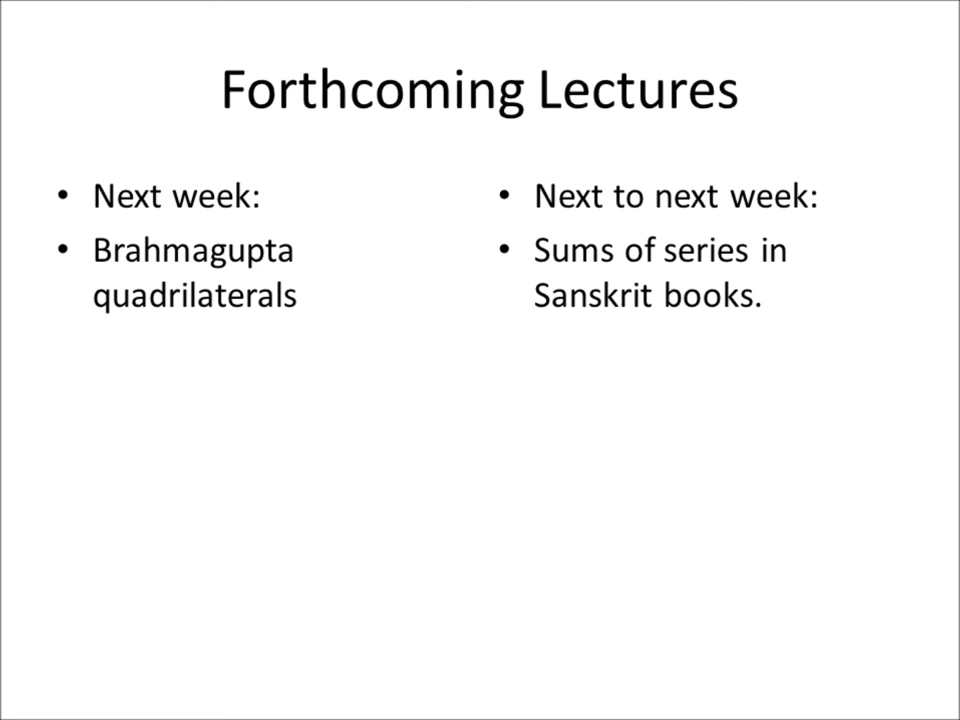 Forthcoming Lectures
• Next week:
• Brahmagupta
quadrilaterals
• Next to next week:
• Sums of series in
Sanskrit books.